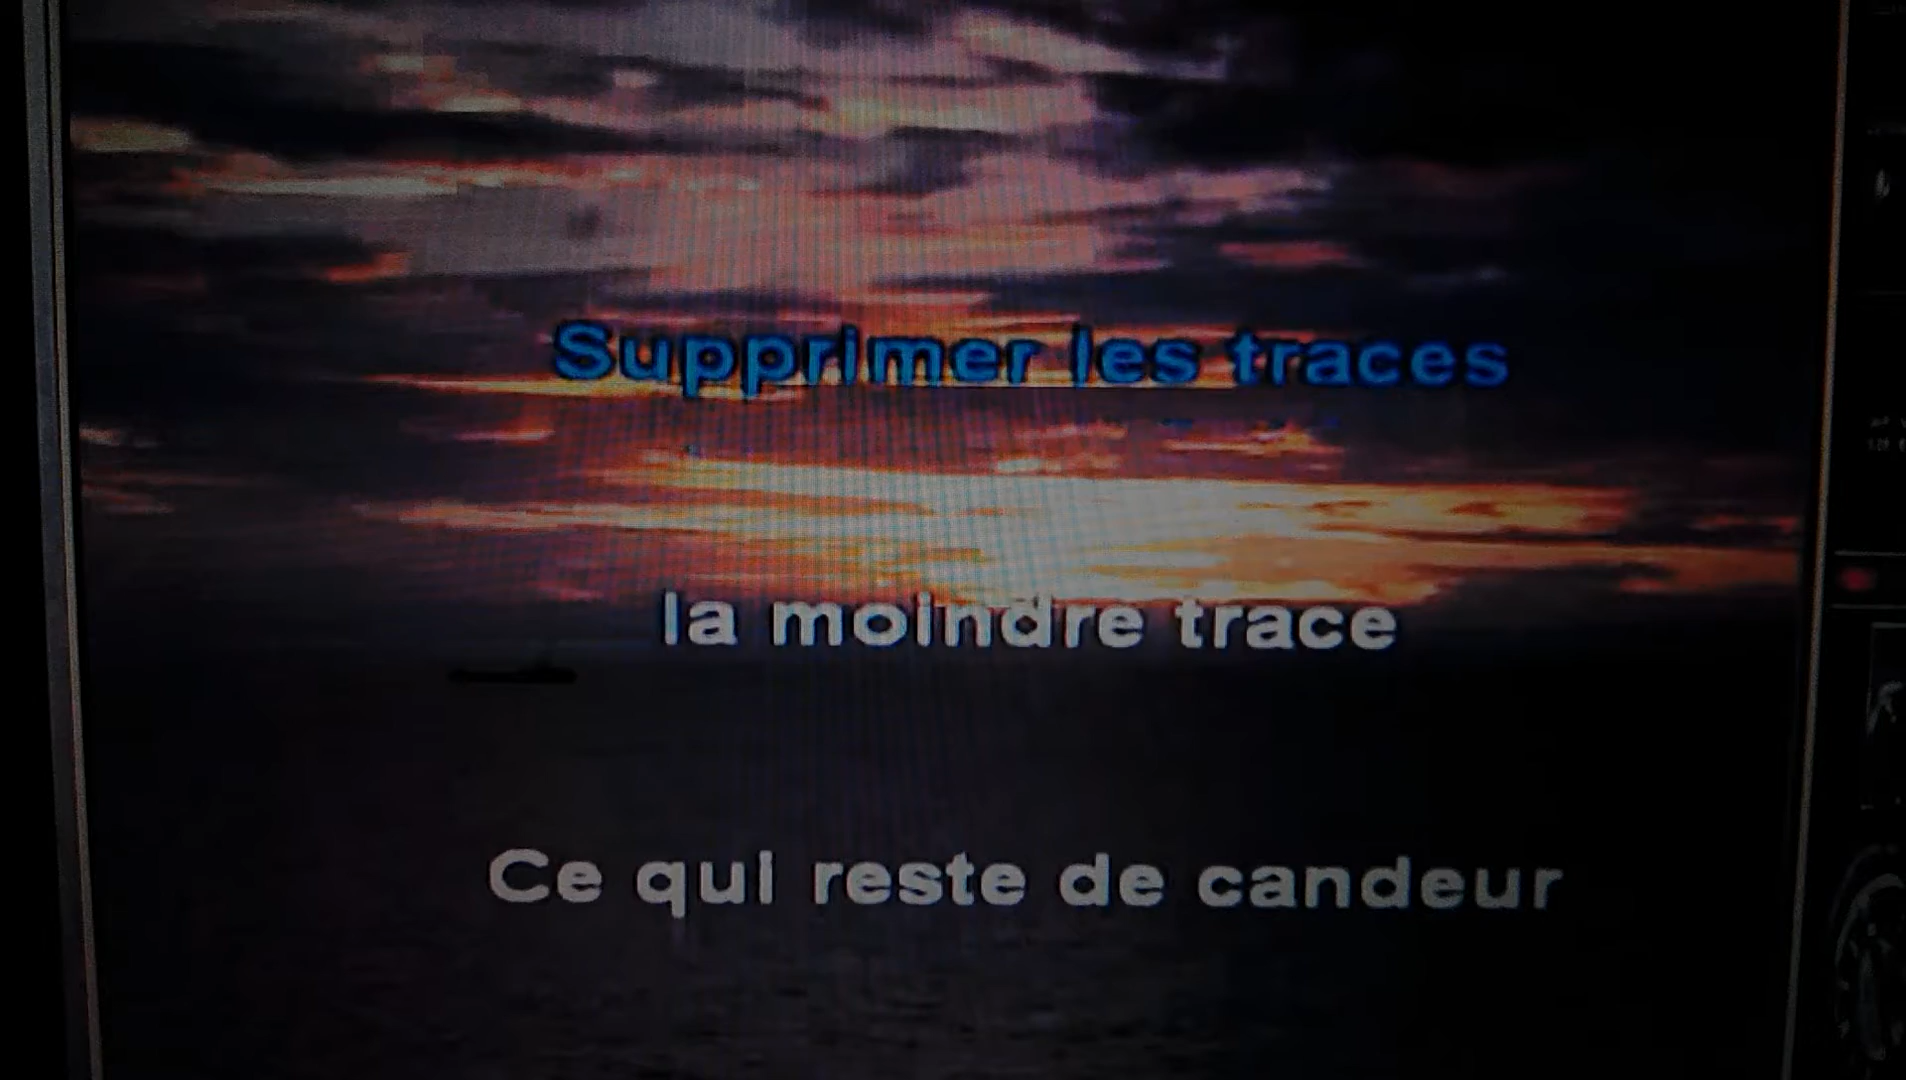 Supprimer les traces
la moindre trace
Ce qui reste de candeur